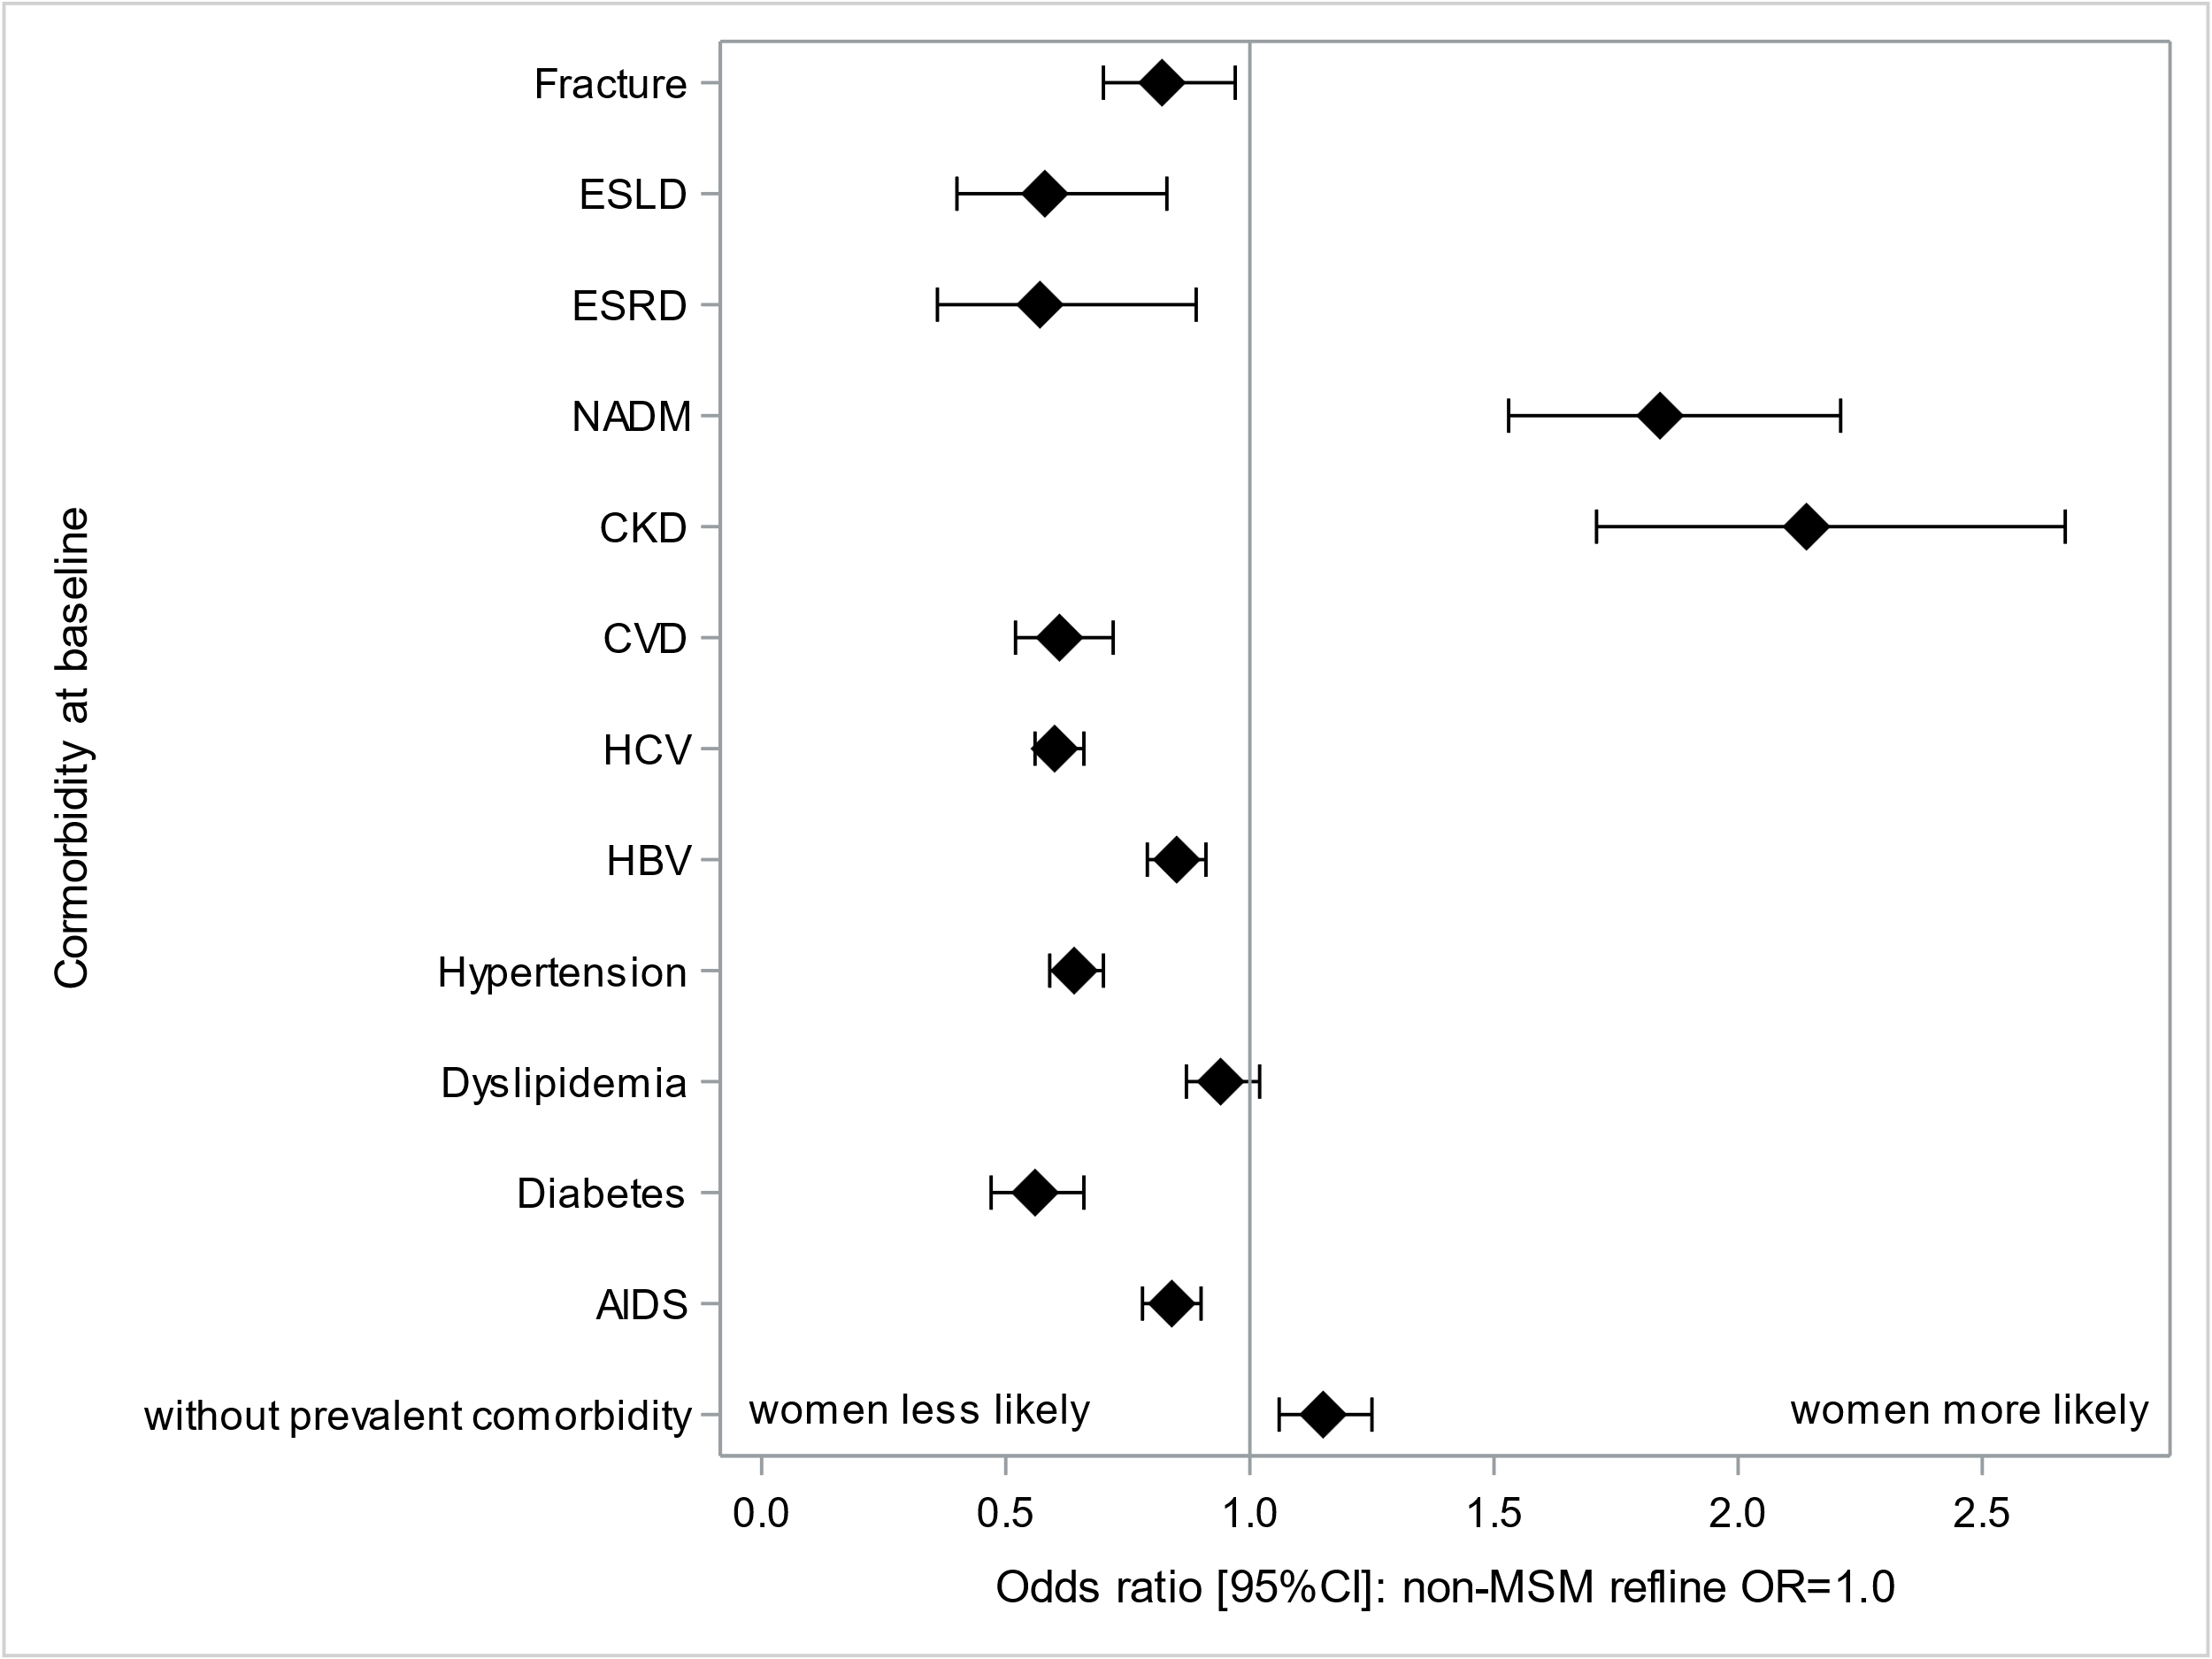 Fracture
ESLD
ESRD
NADM
CKD
CVD
HCV
HBV
Hypertension
Dyslipidemia
Diabetes
AIDS
without prevalent comorbidity
Comorbidity at baseline
women less likely
women more likely
0.0 0.5 1.0 1.5 2.0 2.5
Odds ratio [95%CI]: non-MSM refline OR=1.0